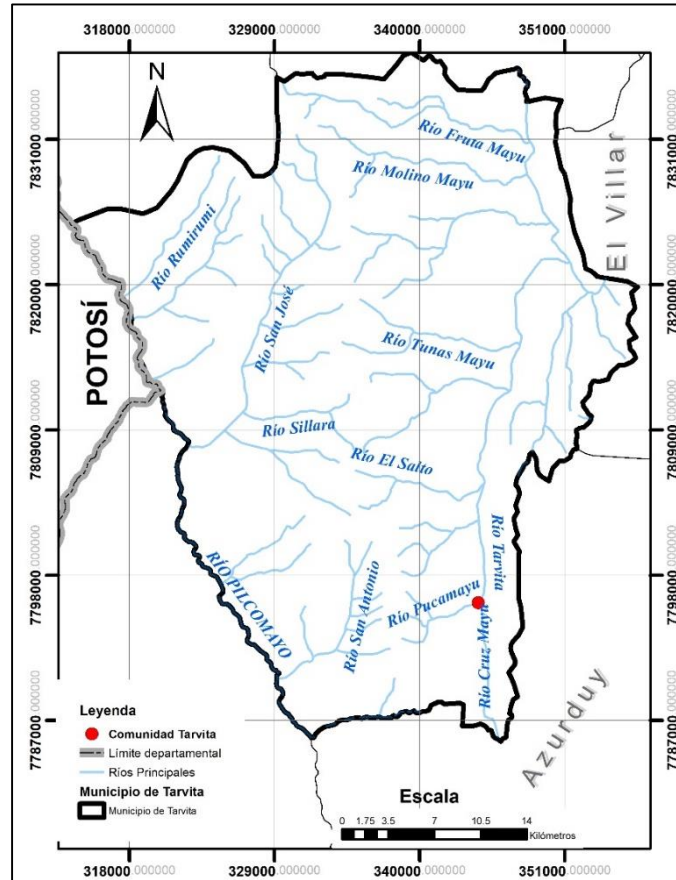 318000.000000 329000.000000 340000.000000 351000.000000
N
7831000.000000
7831000.000000
Río Fruta Mayu
Río Molino Mayu
El Villar
Río Rumirumi
7820000.000000
7820000.000000
POTOSÍ
Río San José
Río Tunas Mayu
7809000.000000
7809000.000000
Río Sillara
Río El Salto
Río Tarvita
7798000.000000
7798000.000000
RÍO PILCOMAYO
Río San Antonio
Río Pucamayu
Río Cruz Mayu
Azurduy
7787000.000000
7787000.000000
Leyenda
Comunidad Tarvita
Límite departamental
Ríos Principales
Municipio de Tarvita
Municipio de Tarvita
Escala
0 1.75 3.5 7 10.5 14
Kilómetros
318000.000000 329000.000000 340000.000000 351000.000000